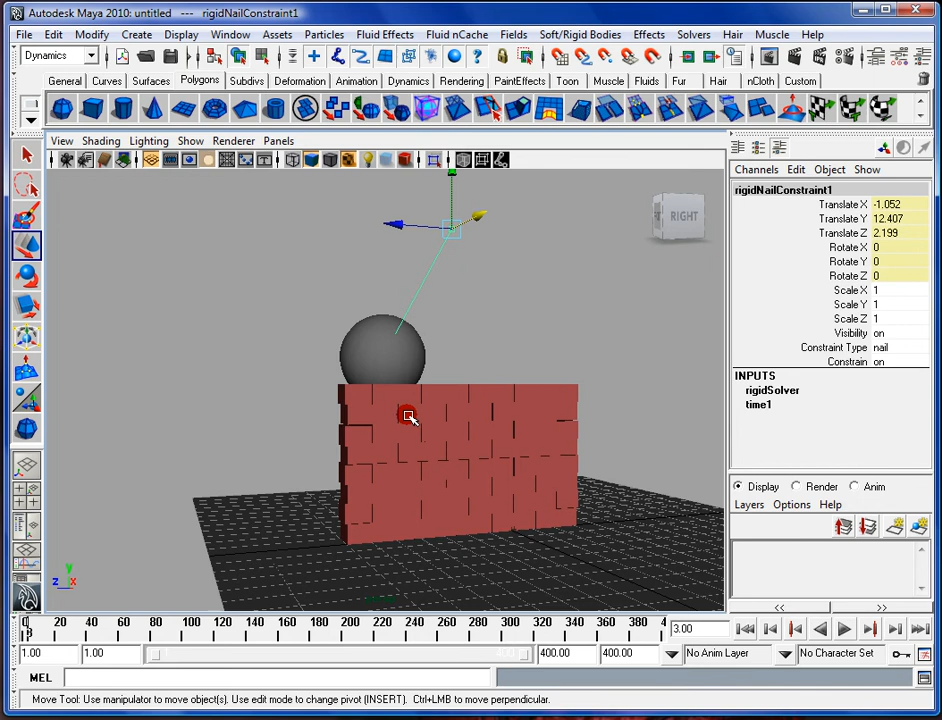 Autodesk Maya 2010: untitled --- rigidNailConstraint1
File Edit Modify Create Display Window Assets Particles Fluid Effects Fluid nCache Fields Soft/Rigid Bodies Effects Solvers Hair Muscle Help
Dynamics
General Curves Surfaces Polygons Subdivs Deformation Animation Dynamics Rendering PaintEffects Toon Muscle Fluids Fur Hair nCloth Custom
View Shading Lighting Show Renderer Panels
Channels Edit Object Show
rigidNailConstraint1
Translate X -1.052
Translate Y 12.407
Translate Z 2.199
Rotate X 0
Rotate Y 0
Rotate Z 0
Scale X 1
Scale Y 1
Scale Z 1
Visibility on
Constraint Type nail
Constrain on
INPUTS
rigidSolver
time1
RIGHT
Display Render Anim
Layers Options Help
y
z x
<< >>
20 40 60 80 100 120 140 160 180 200 220 240 260 280 300 320 340 360 380 4
3.00
1.00 1.00 400.00 400.00 No Anim Layer No Character Set
MEL
Move Tool: Use manipulator to move object(s). Use edit mode to change pivot (INSERT). Ctrl+LMB to move perpendicular.